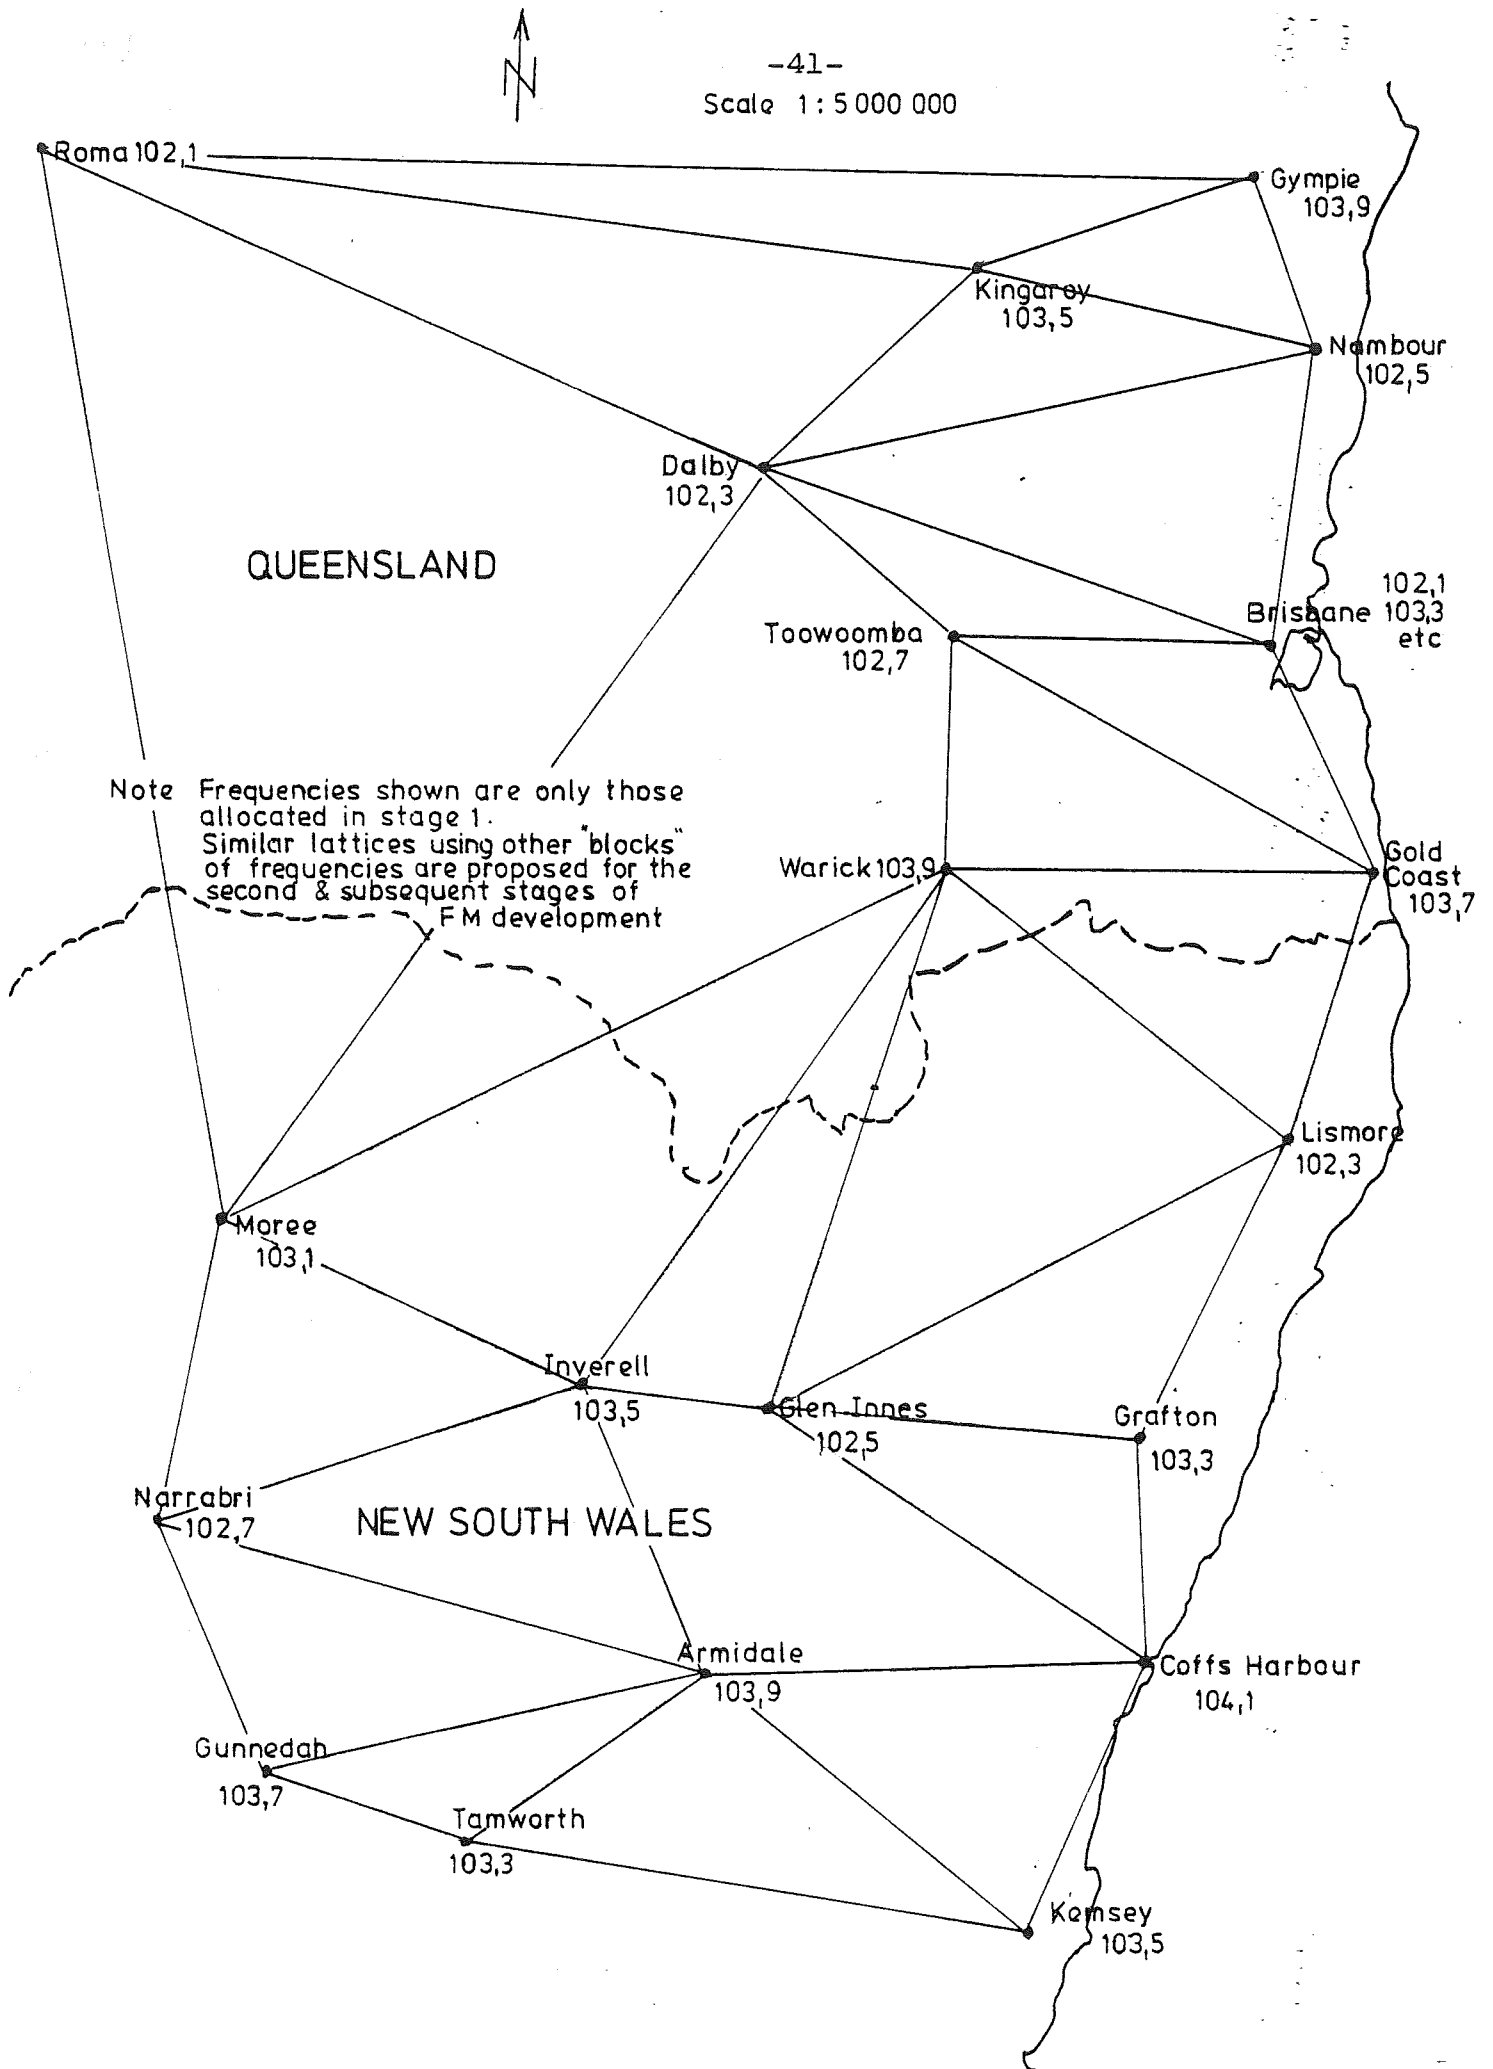 -41-
Scale 1:5 000 000
N
Roma 102,1
Gympie
103,9
Kingaroy
103,5
Nambour
102,5
Dalby
102,3
QUEENSLAND
102,1
Brisbane 103,3
etc
Toowoomba
102,7
Note Frequencies shown are only those
allocated in stage 1.
Similar lattices using other "blocks"
of frequencies are proposed for the
second & subsequent stages of
FM development
Warick 103,9
Gold
Coast
103,7
Lismore
102,3
Moree
103,1
Inverell
103,5
Glen Innes
102,5
Grafton
103,3
Narrabri
102,7
NEW SOUTH WALES
Armidale
103,9
Coffs Harbour
104,1
Gunnedah
103,7
Tamworth
103,3
Kemsey
103,5